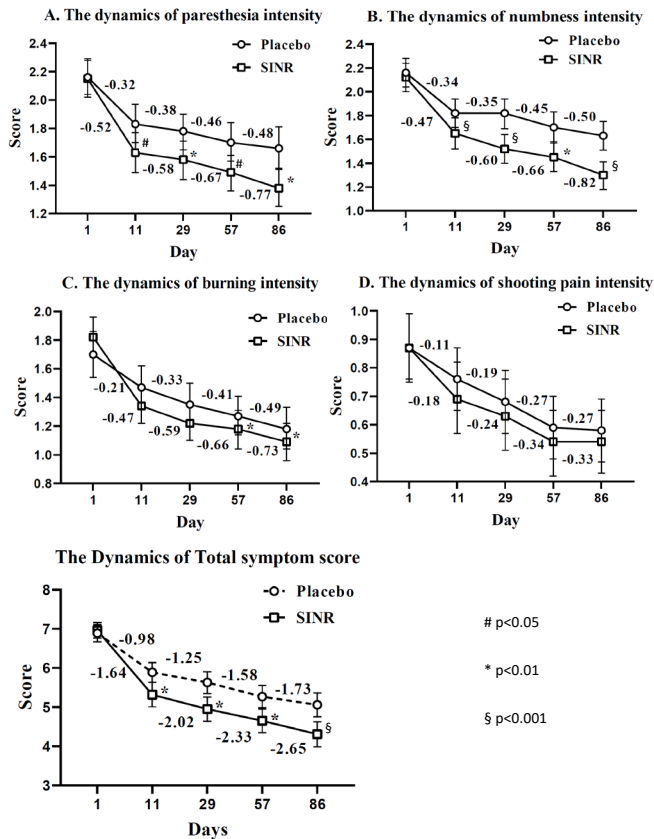 A. The dynamics of paresthesia intensity
Placebo
SINR
Score
2.4
2.2
2.0
1.8
1.6
1.4
1.2
-0.32
-0.38
-0.46
-0.48
-0.52
-0.58
-0.67
-0.77
#
*
#
*
1 11 29 57 86
Day
B. The dynamics of numbness intensity
Placebo
SINR
Score
2.4
2.2
2.0
1.8
1.6
1.4
1.2
1.0
-0.34
-0.35
-0.45
-0.50
-0.47
-0.60
-0.66
-0.82
§
§
*
§
1 11 29 57 86
Day
C. The dynamics of burning intensity
Placebo
SINR
Score
2.0
1.8
1.6
1.4
1.2
1.0
0.8
-0.21
-0.33
-0.41
-0.49
-0.47
-0.59
-0.66
-0.73
*
*
1 11 29 57 86
Day
D. The dynamics of shooting pain intensity
Placebo
SINR
Score
1.0
0.9
0.8
0.7
0.6
0.5
0.4
-0.11
-0.19
-0.27
-0.27
-0.18
-0.24
-0.34
-0.33
1 11 29 57 86
Day
The Dynamics of Total symptom score
Placebo
SINR
Score
8
7
6
5
4
3
-0.98
-1.25
-1.58
-1.73
-1.64
-2.02
-2.33
-2.65
*
*
*
§
1 11 29 57 86
Days
# p<0.05
* p<0.01
§ p<0.001